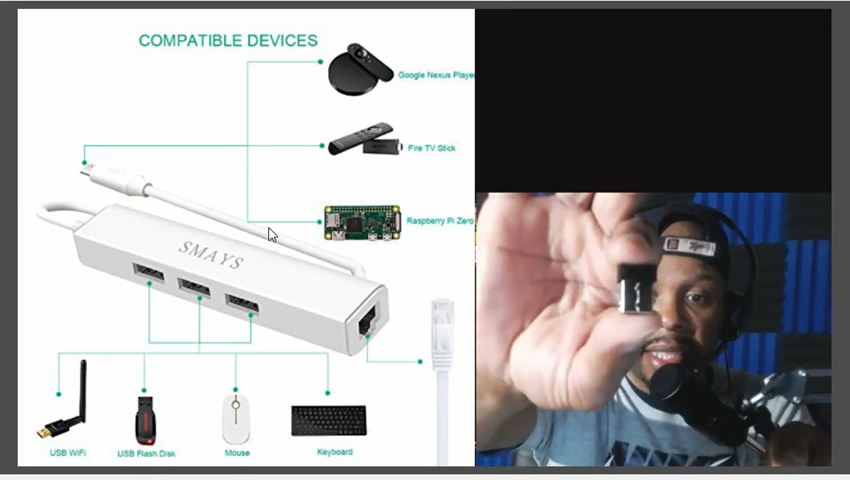 COMPATIBLE DEVICES
Google Nexus Player
Fire TV Stick
Raspberry Pi Zero
SMAYS
USB WiFi
USB Flash Disk
Mouse
Keyboard